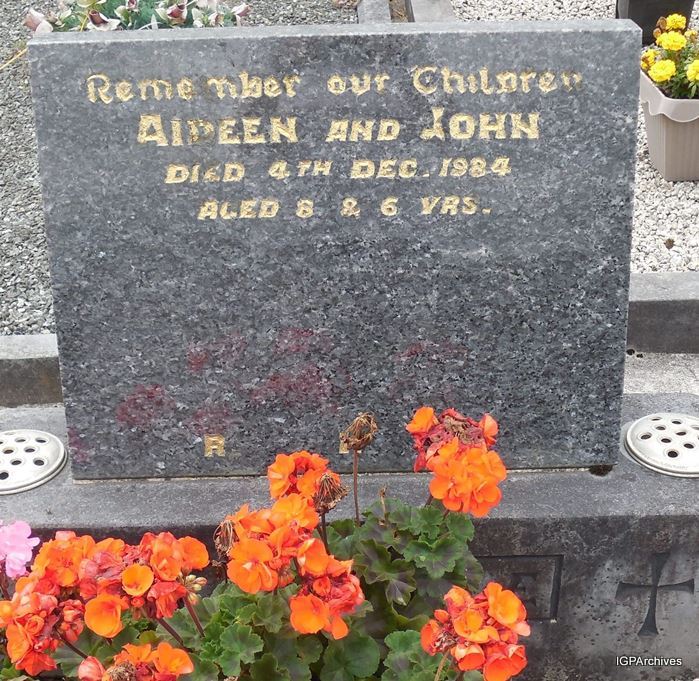 Remember our Children
AIDEEN AND JOHN
DIED 4TH DEC. 1984
AGED 8 & 6 YRS.
R
E
IGPArchives